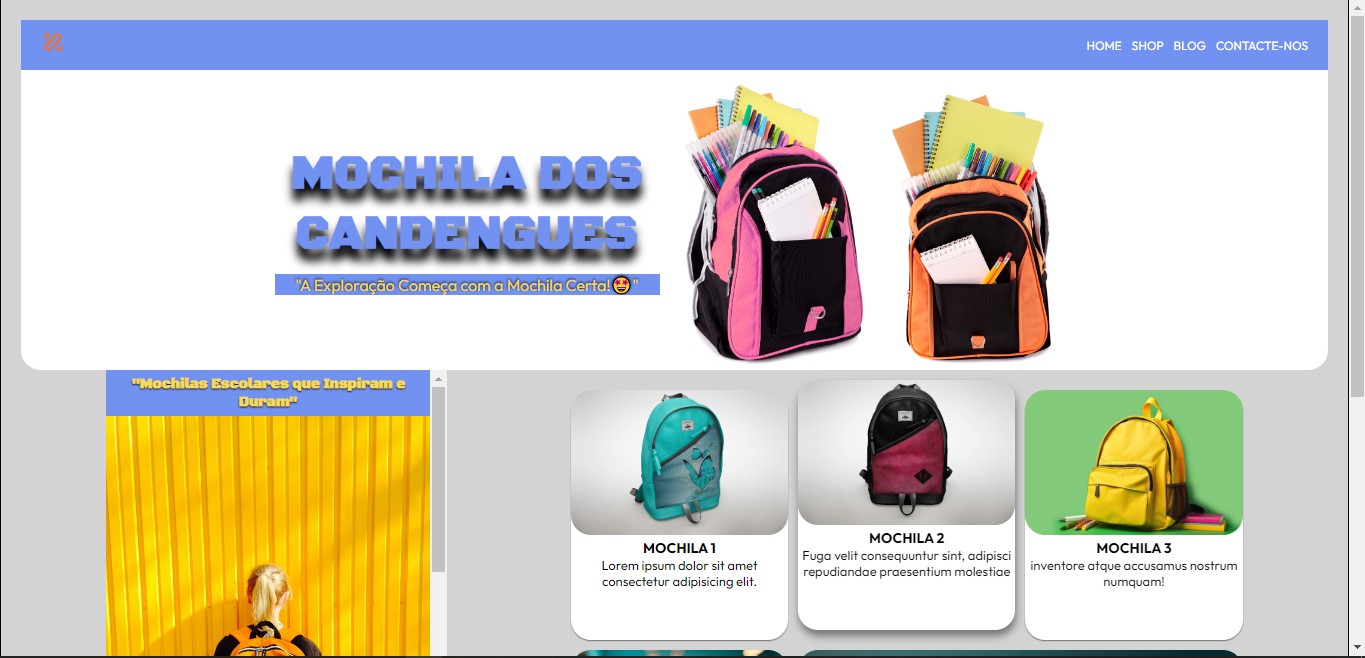 HOME SHOP BLOG CONTACTE-NOS
MOCHILA DOS
CANDENGUES
"A Exploração Começa com a Mochila Certa!🤩"
"Mochilas Escolares que Inspiram e
Duram"
MOCHILA 1
Lorem ipsum dolor sit amet
consectetur adipisicing elit.
MOCHILA 2
Fuga velit consequuntur sint, adipisci
repudiandae praesentium molestiae
MOCHILA 3
inventore atque accusamus nostrum
numquam!